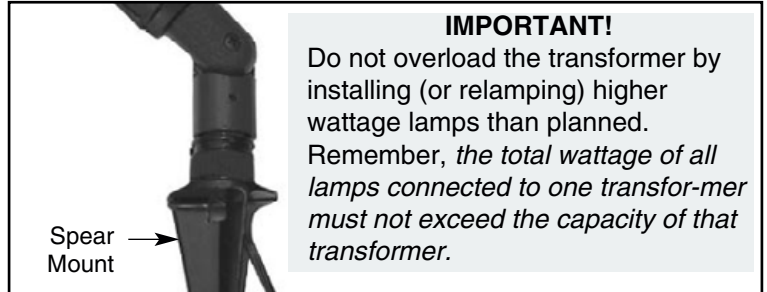 IMPORTANT!
Do not overload the transformer by
installing (or relamping) higher
wattage lamps than planned.
Remember, the total wattage of all
lamps connected to one transfor-mer
must not exceed the capacity of that
transformer.
Spear
Mount